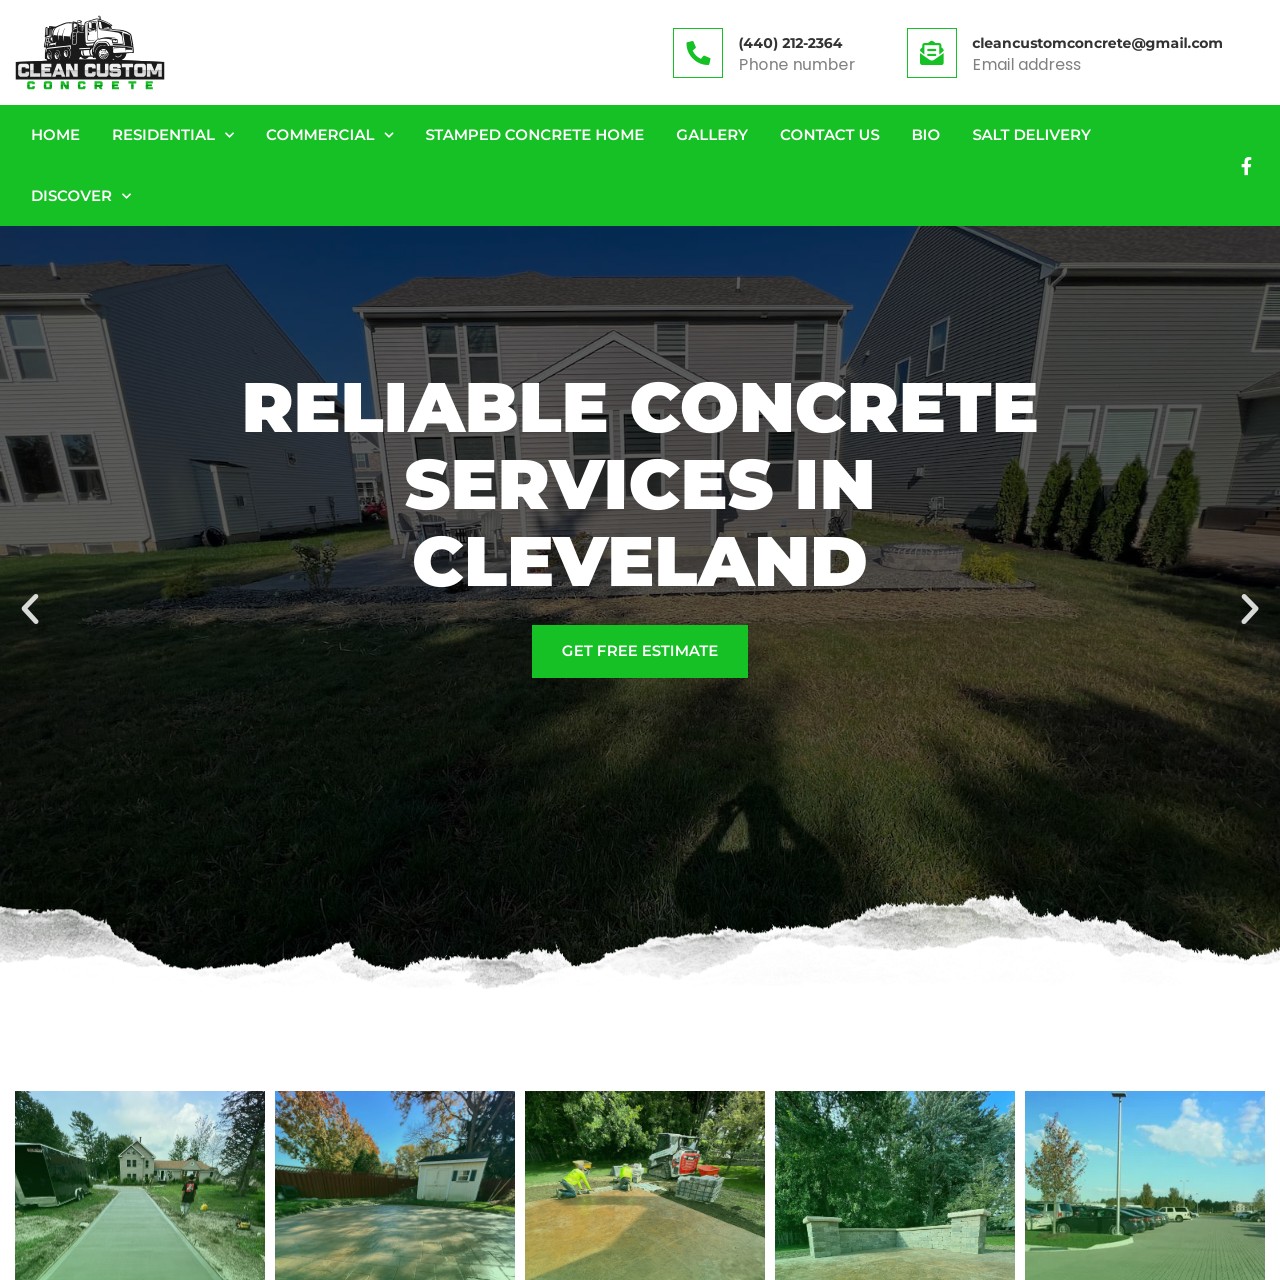 CLEAN CUSTOM
CONCRETE
(440) 212-2364
Phone number
cleancustomconcrete@gmail.com
Email address
HOME
RESIDENTIAL
COMMERCIAL
STAMPED CONCRETE HOME
GALLERY
CONTACT US
BIO
SALT DELIVERY
DISCOVER
RELIABLE CONCRETE
SERVICES IN
CLEVELAND
GET FREE ESTIMATE